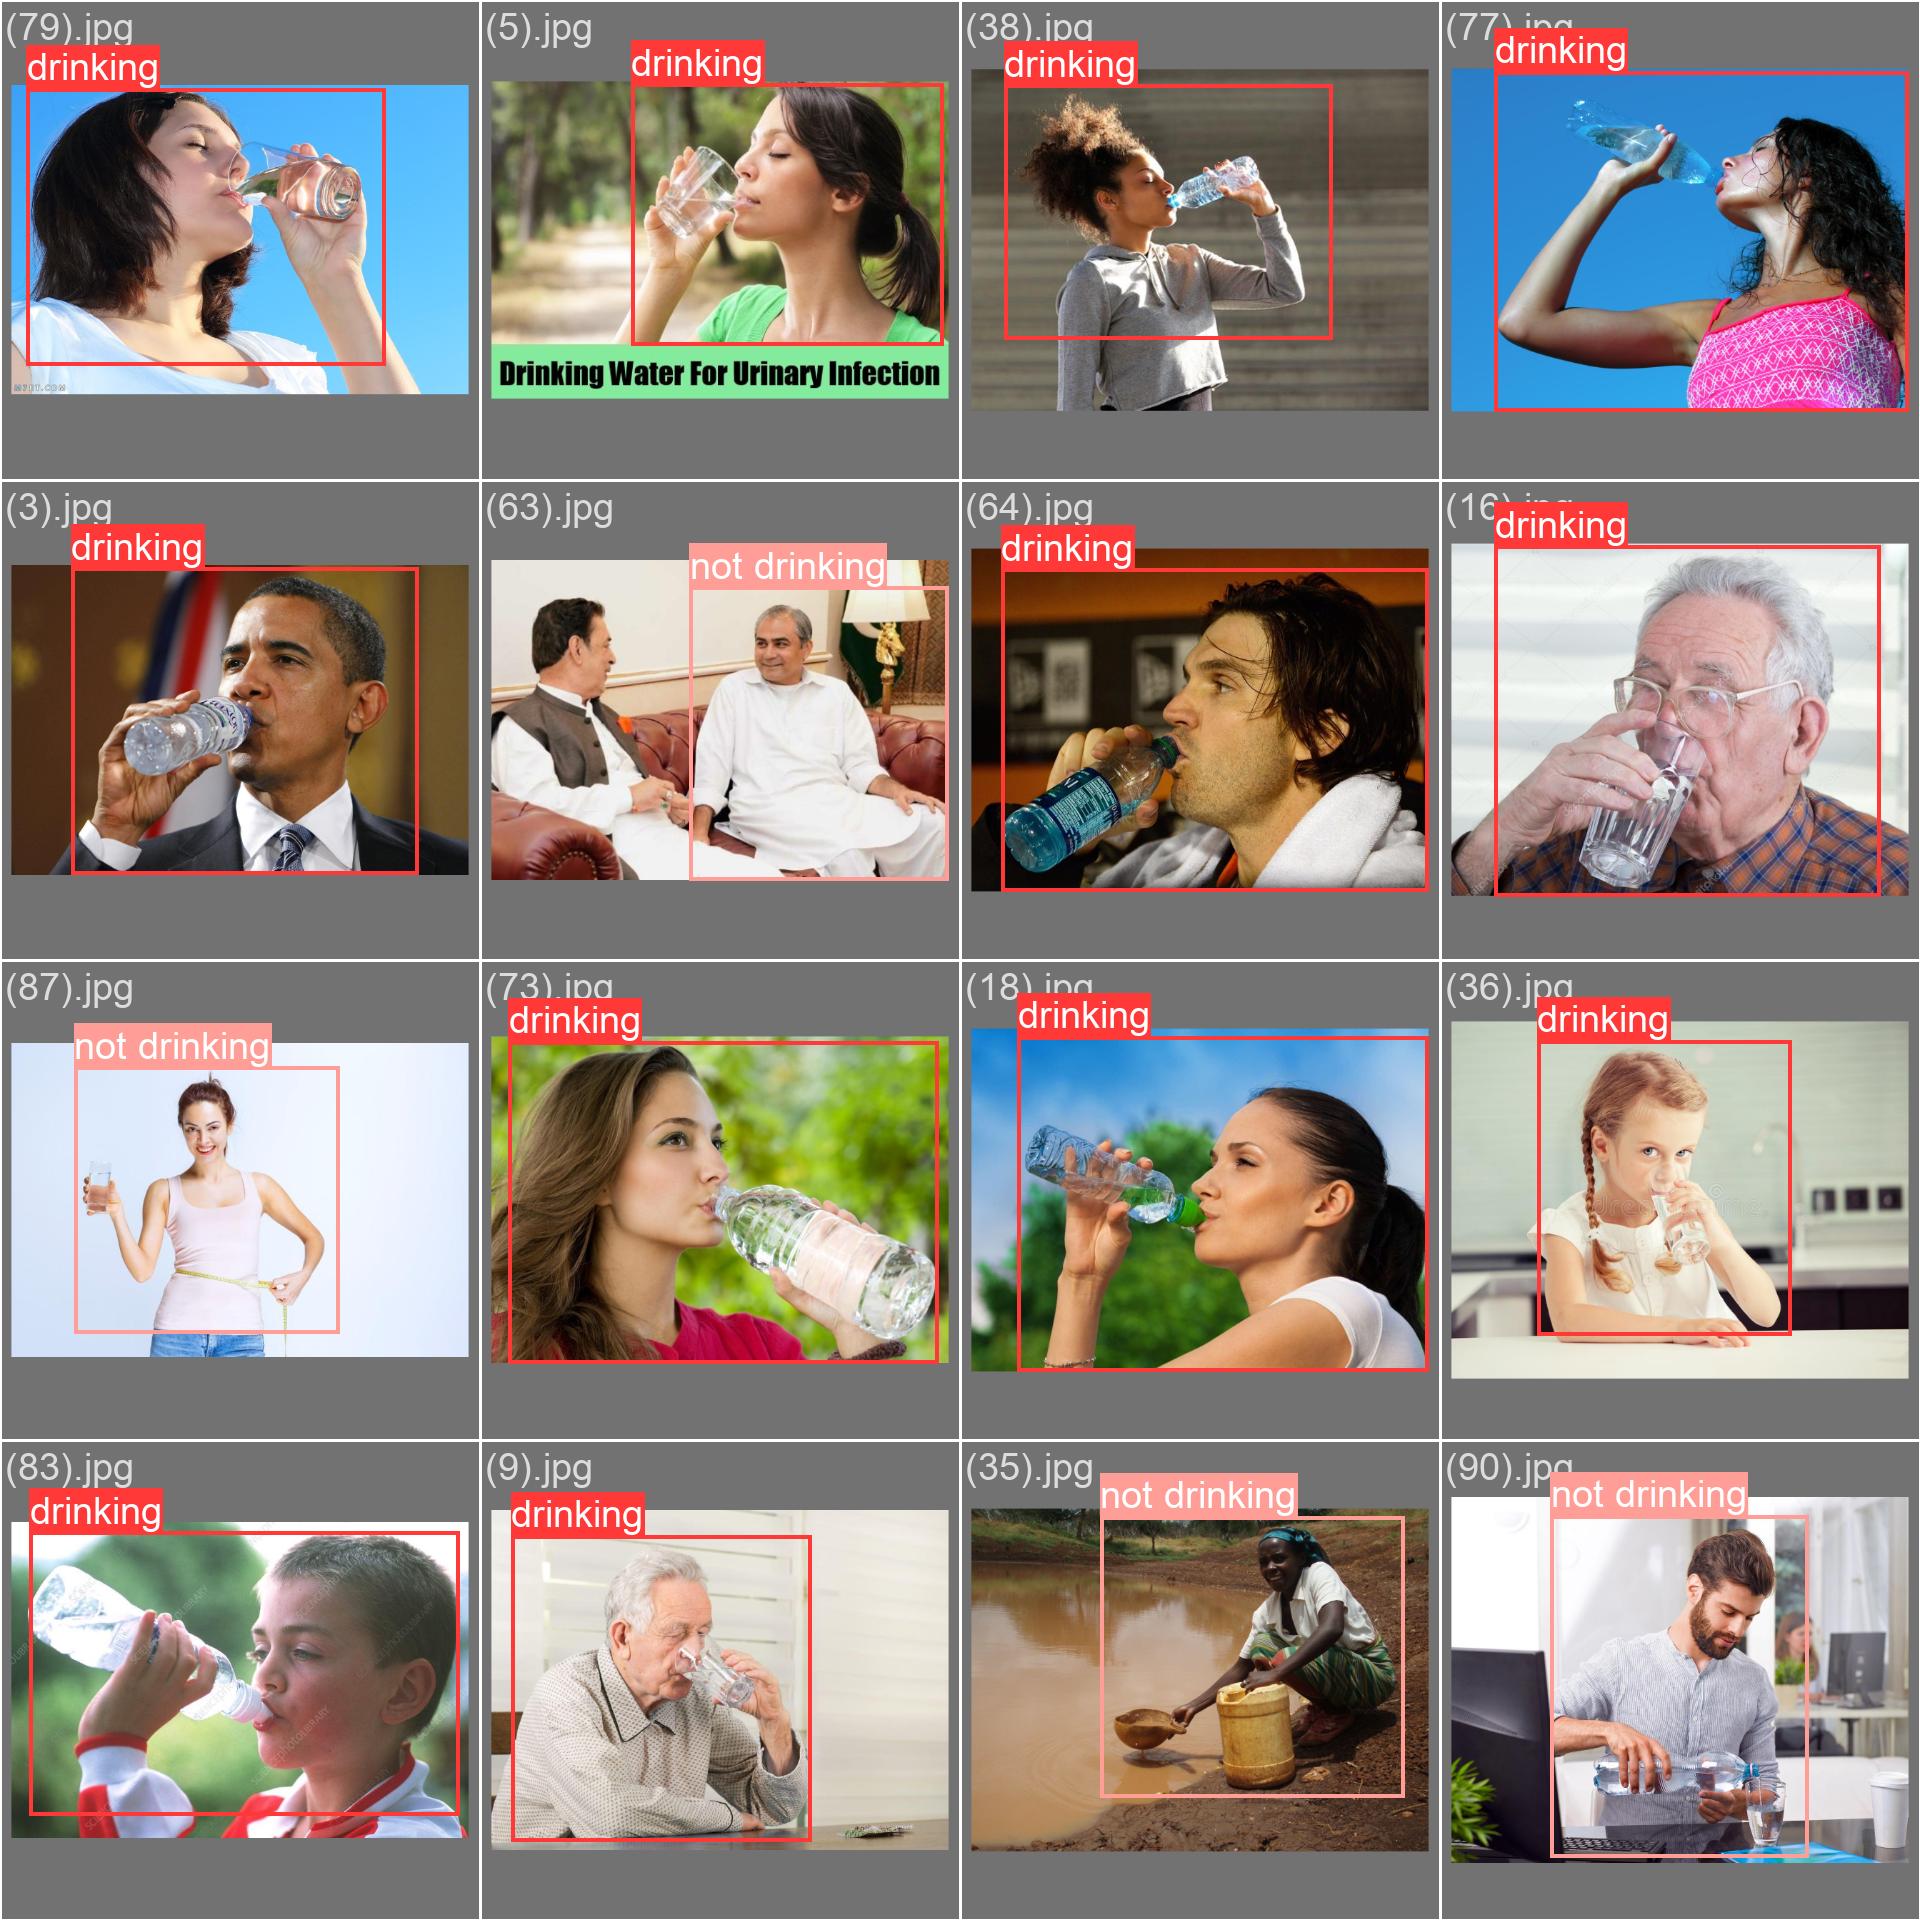 (79).jpg
drinking
(5).jpg
drinking
Drinking Water For Urinary Infection
(38).jpg
drinking
(77).jpg
drinking
M7ET.COM
(3).jpg
drinking
(63).jpg
not drinking
(64).jpg
drinking
(16
drinking
(87).jpg
not drinking
(73).jpg
drinking
(18).jpg
drinking
(36).jpg
drinking
(83).jpg
drinking
(9).jpg
drinking
(35).jpg
not drinking
(90).jpg
not drinking